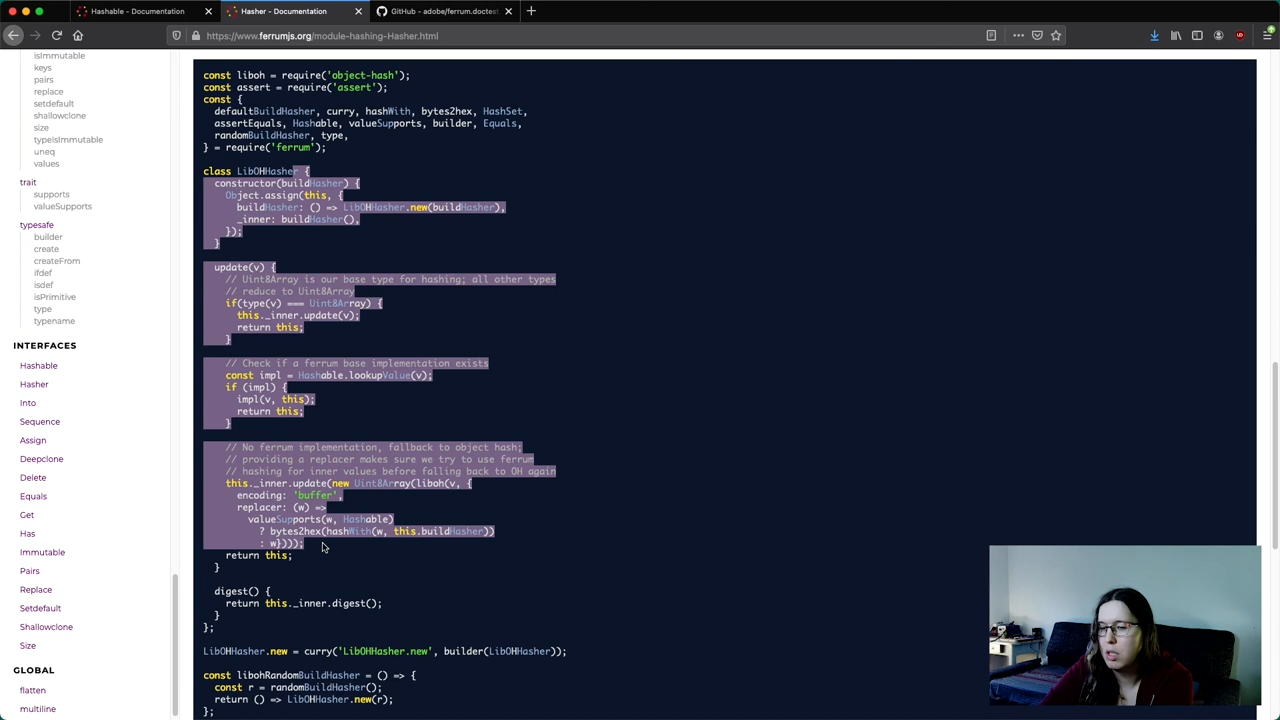 Hashable - Documentation
Hasher - Documentation
GitHub - adobe/ferrum.doctest
https://www.ferrumjs.org/module-hashing-Hasher.html
isImmutable
keys
pairs
replace
setdefault
shallowclone
size
typeIsImmutable
uneq
values
trait
supports
valueSupports
typesafe
builder
create
createFrom
ifdef
isdef
isPrimitive
type
typename
INTERFACES
Hashable
Hasher
Into
Sequence
Assign
Deepclone
Delete
Equals
Get
Has
Immutable
Pairs
Replace
Setdefault
Shallowclone
Size
GLOBAL
flatten
multiline
const liboh = require('object-hash');
const assert = require('assert');
const {
defaultBuildHasher, curry, hashWith, bytes2hex, HashSet,
assertEquals, Hashable, valueSupports, builder, Equals,
randomBuildHasher, type,
} = require('ferrum');
class LibOHHasher {
constructor(buildHasher) {
Object.assign(this, {
buildHasher: () => LibOHHasher.new(buildHasher),
_inner: buildHasher(),
});
}
update(v) {
// Uint8Array is our base type for hashing; all other types
// reduce to Uint8Array
if(type(v) === Uint8Array) {
this._inner.update(v);
return this;
}
// Check if a ferrum base implementation exists
const impl = Hashable.lookupValue(v);
if (impl) {
impl(v, this);
return this;
}
// No ferrum implementation, fallback to object hash;
// providing a replacer makes sure we try to use ferrum
// hashing for inner values before falling back to OH again
this._inner.update(new Uint8Array(liboh(v, {
encoding: 'buffer',
replacer: (w) =>
valueSupports(w, Hashable)
? bytes2hex(hashWith(w, this.buildHasher))
: w})));
return this;
}
digest() {
return this._inner.digest();
}
};
LibOHHasher.new = curry('LibOHHasher.new', builder(LibOHHasher));
const libohRandomBuildHasher = () => {
const r = randomBuildHasher();
return () => LibOHHasher.new(r);
};